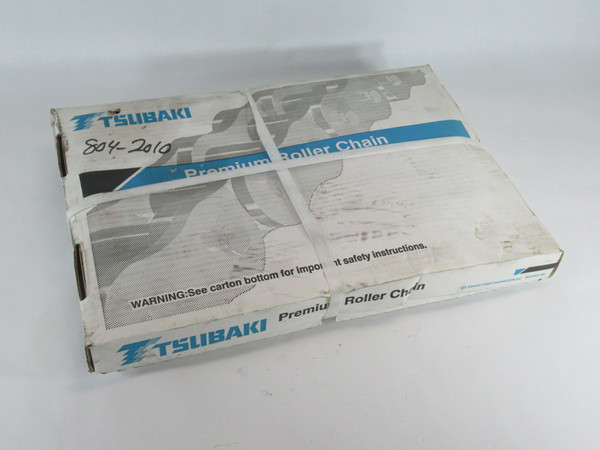 TSUBAKI
804-2010
Premium Roller Chain
WARNING:See carton bottom for important safety instructions.
TSUBAKI Premium Roller Chain